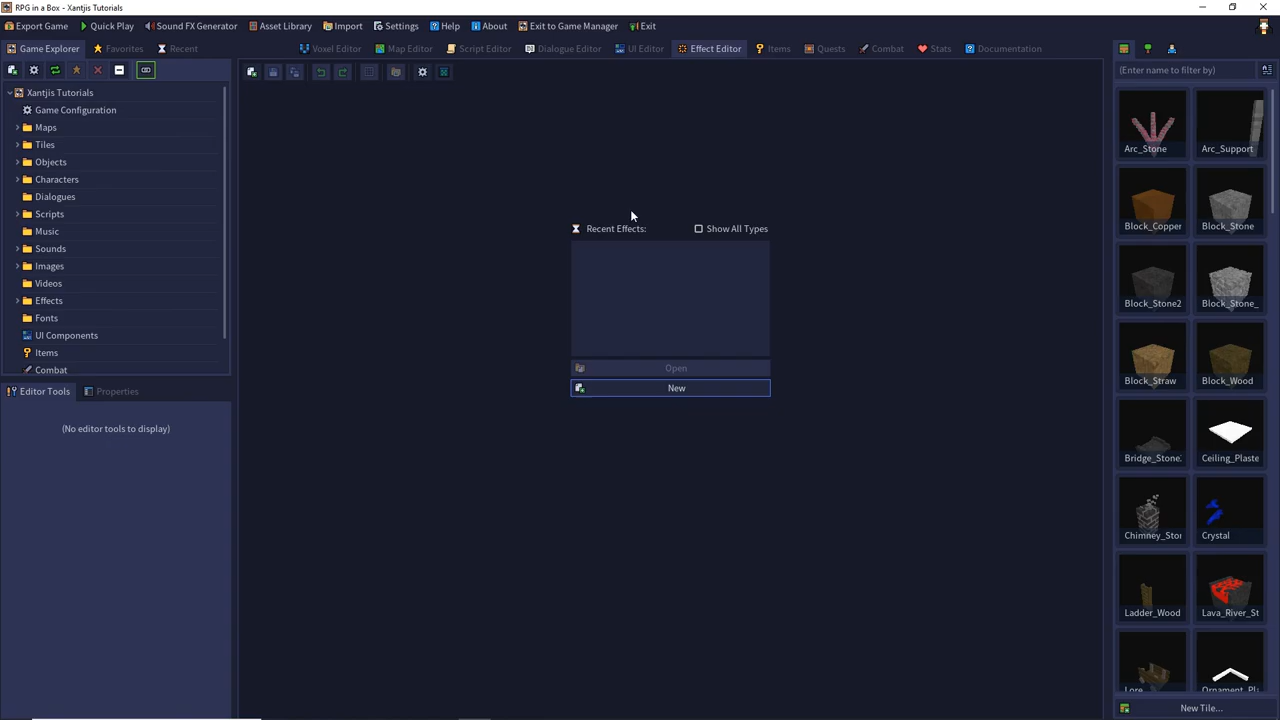 RPG in a Box - Xantjis Tutorials
Export Game Quick Play Sound FX Generator Asset Library Import Settings Help About Exit to Game Manager Exit
Game Explorer Favorites Recent Voxel Editor Map Editor Script Editor Dialogue Editor UI Editor Effect Editor Items Quests Combat Stats Documentation
(Enter name to filter by)
Xantjis Tutorials
Game Configuration
Maps
Tiles
Objects
Characters
Dialogues
Scripts
Music
Sounds
Images
Videos
Effects
Fonts
UI Components
Items
Combat
Editor Tools Properties
(No editor tools to display)
Recent Effects: Show All Types
Open
New
Arc_Stone Arc_Support
Block_Copper Block_Stone
Block_Stone2 Block_Stone_
Block_Straw Block_Wood
Bridge_Stone Ceiling_Plaste
Chimney_Stor Crystal
Ladder_Wood Lava_River_St
Lore Ornament_Pl
New Tile...